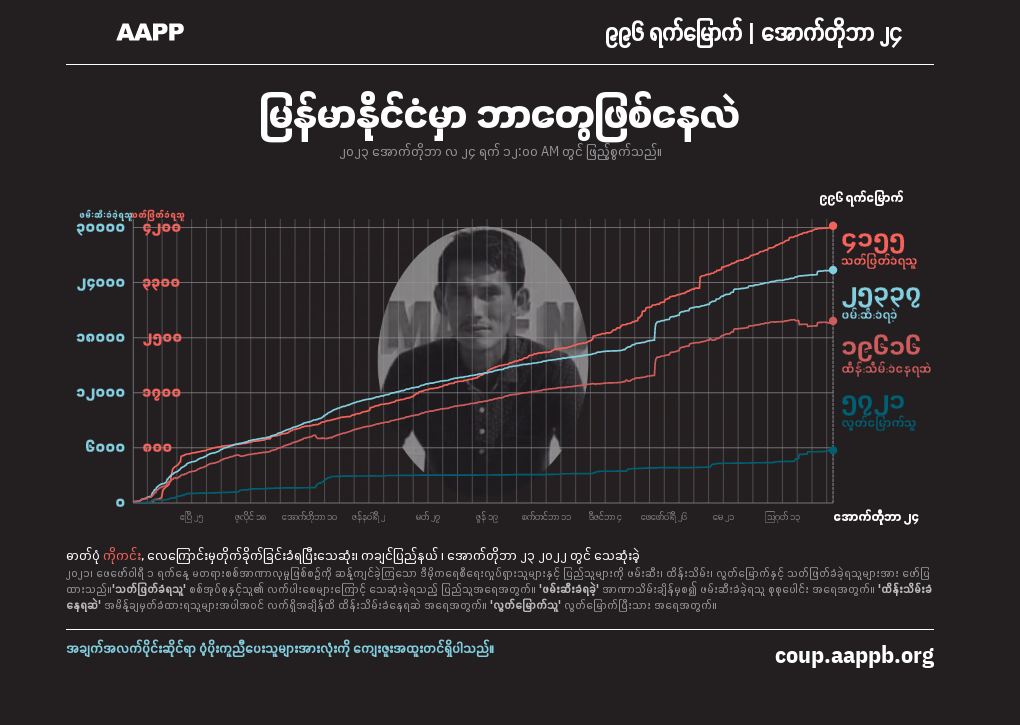 AAPP
၉၉၆ ရက်မြောက် | အောက်တိုဘာ ၂၄
မြန်မာနိုင်ငံမှာ ဘာတွေဖြစ်နေလဲ
၂၀၂၃ အောက်တိုဘာ လ ၂၄ ရက် ၁၂:၀၀ AM တွင် ဖြည့်စွက်သည်။
၉၉၆ ရက်မြောက်
ဖမ်းဆီးခံခဲ့ရသူ သတ်ဖြတ်ခံရသူ
၃၀၀၀၀ ၄၂၀၀
၂၄၀၀၀ ၃၃၀၀
၁၈၀၀၀ ၂၅၀၀
၁၂၀၀၀ ၁၇၀၀
၆၀၀၀ ၈၀၀
၀
၄၁၅၅
သတ်ဖြတ်ခံရသူ
၂၅၃၃၇
ဖမ်းဆီးခံရခဲ့
၁၉၆၁၆
ထိန်းသိမ်းခံနေရဆဲ
၅၇၂၁
လွတ်မြောက်သူ
ဧပြီ ၂၅ ဇူလိုင် ၁၈ အောက်တိုဘာ ၁၀ ဇန်နဝါရီ ၂ မတ် ၂၇ ဇွန် ၁၉ စက်တင်ဘာ ၁၁ ဒီဇင်ဘာ ၄ ဖေဖော်ဝါရီ ၂၆ မေ ၂၁ ဩဂုတ် ၁၃ အောက်တိုဘာ ၂၄
ဓာတ်ပုံ ကိုကင်း, လေကြောင်းမှတိုက်ခိုက်ခြင်းခံရပြီးသေဆုံး၊ ကချင်ပြည်နယ် ၊ အောက်တိုဘာ ၂၃ ၂၀၂၂ တွင် သေဆုံးခဲ့
၂၀၂၁၊ ဖေဖော်ဝါရီ ၁ ရက်နေ့ မတရားစစ်အာဏာလုမှုဖြစ်စဉ်ကို ဆန့်ကျင်ခဲ့ကြသော ဒီမိုကရေစီရေးလှုပ်ရှားသူများနှင့် ပြည်သူများကို ဖမ်းဆီး၊ ထိန်းသိမ်း၊ လွတ်မြောက်နှင့် သတ်ဖြတ်ခံခဲ့ရသူများအား ဖော်ပြ
ထားသည်။'သတ်ဖြတ်ခံရသူ' စစ်အုပ်စုနှင့်သူ၏ လက်ပါးစေများကြောင့် သေဆုံးခဲ့ရသည့် ပြည်သူအရေအတွက်။ 'ဖမ်းဆီးခံရခဲ့' အာဏာသိမ်းချိန်မှစ၍ ဖမ်းဆီးခံခဲ့ရသူ စုစုပေါင်း အရေအတွက်။ 'ထိန်းသိမ်းခံ
နေရဆဲ' အမိန့်ချမှတ်ခံထားရသူများအပါအဝင် လက်ရှိအချိန်ထိ ထိန်းသိမ်းခံနေရဆဲ အရေအတွက်။ 'လွတ်မြောက်သူ' လွတ်မြောက်ပြီးသား အရေအတွက်။
အချက်အလက်ပိုင်းဆိုင်ရာ ပံ့ပိုးကူညီပေးသူများအားလုံးကို ကျေးဇူးအထူးတင်ရှိပါသည်။
coup.aappb.org